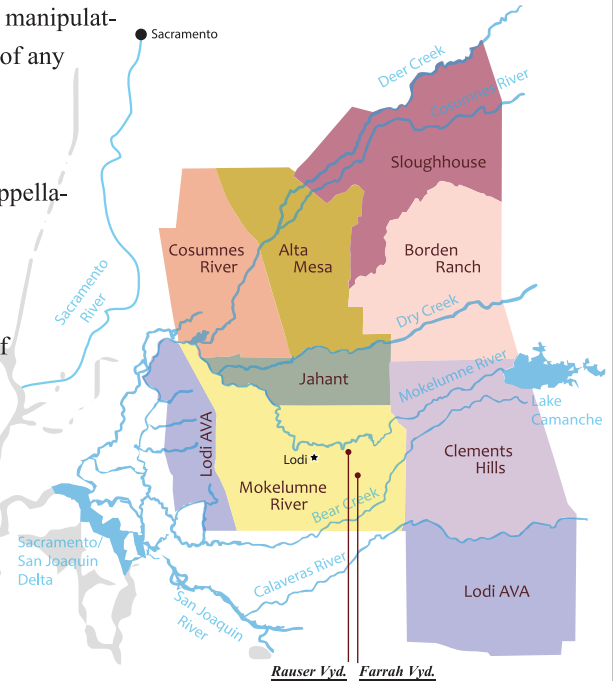 manipulat-
of any
ppella-
f
Sacramento
Deer Creek
Cosumnes River
Sloughhouse
Cosumnes
River
Alta
Mesa
Borden
Ranch
Sacramento
River
Dry Creek
Jahant
Mokelumne River
Lake
Camanche
Lodi AVA
Lodi
Mokelumne
River
Clements
Hills
Bear Creek
Sacramento/
San Joaquin
Delta
Calaveras River
San Joaquin
River
Lodi AVA
Rauser Vyd.
Farrah Vyd.